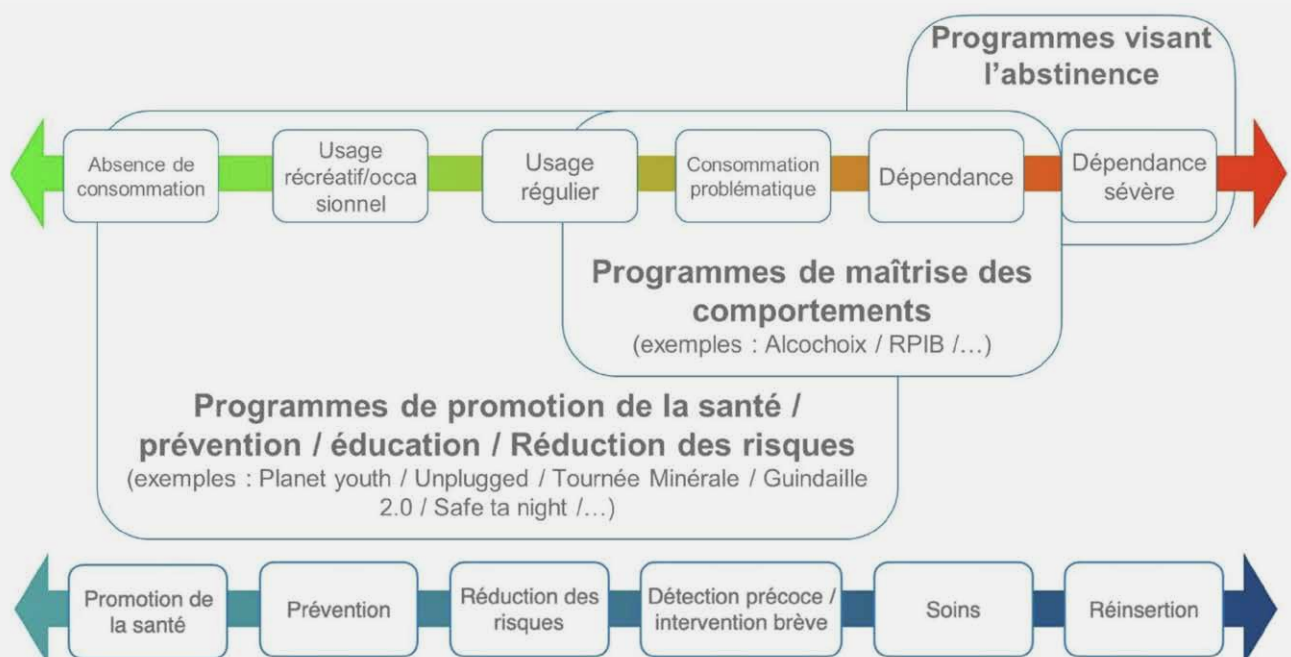 Programmes visant
l'abstinence
Absence de
consommation
Usage
récréatif/occa
sionnel
Usage
régulier
Consommation
problématique
Dépendance
Dépendance
sévère
Programmes de maîtrise des
comportements
(exemples : Alcochoix / RPIB /…)
Programmes de promotion de la santé /
prévention / éducation / Réduction des risques
(exemples : Planet youth / Unplugged / Tournée Minérale / Guindaille
2.0 / Safe ta night /…)
Promotion de
la santé
Prévention
Réduction des
risques
Détection précoce /
intervention brève
Soins
Réinsertion